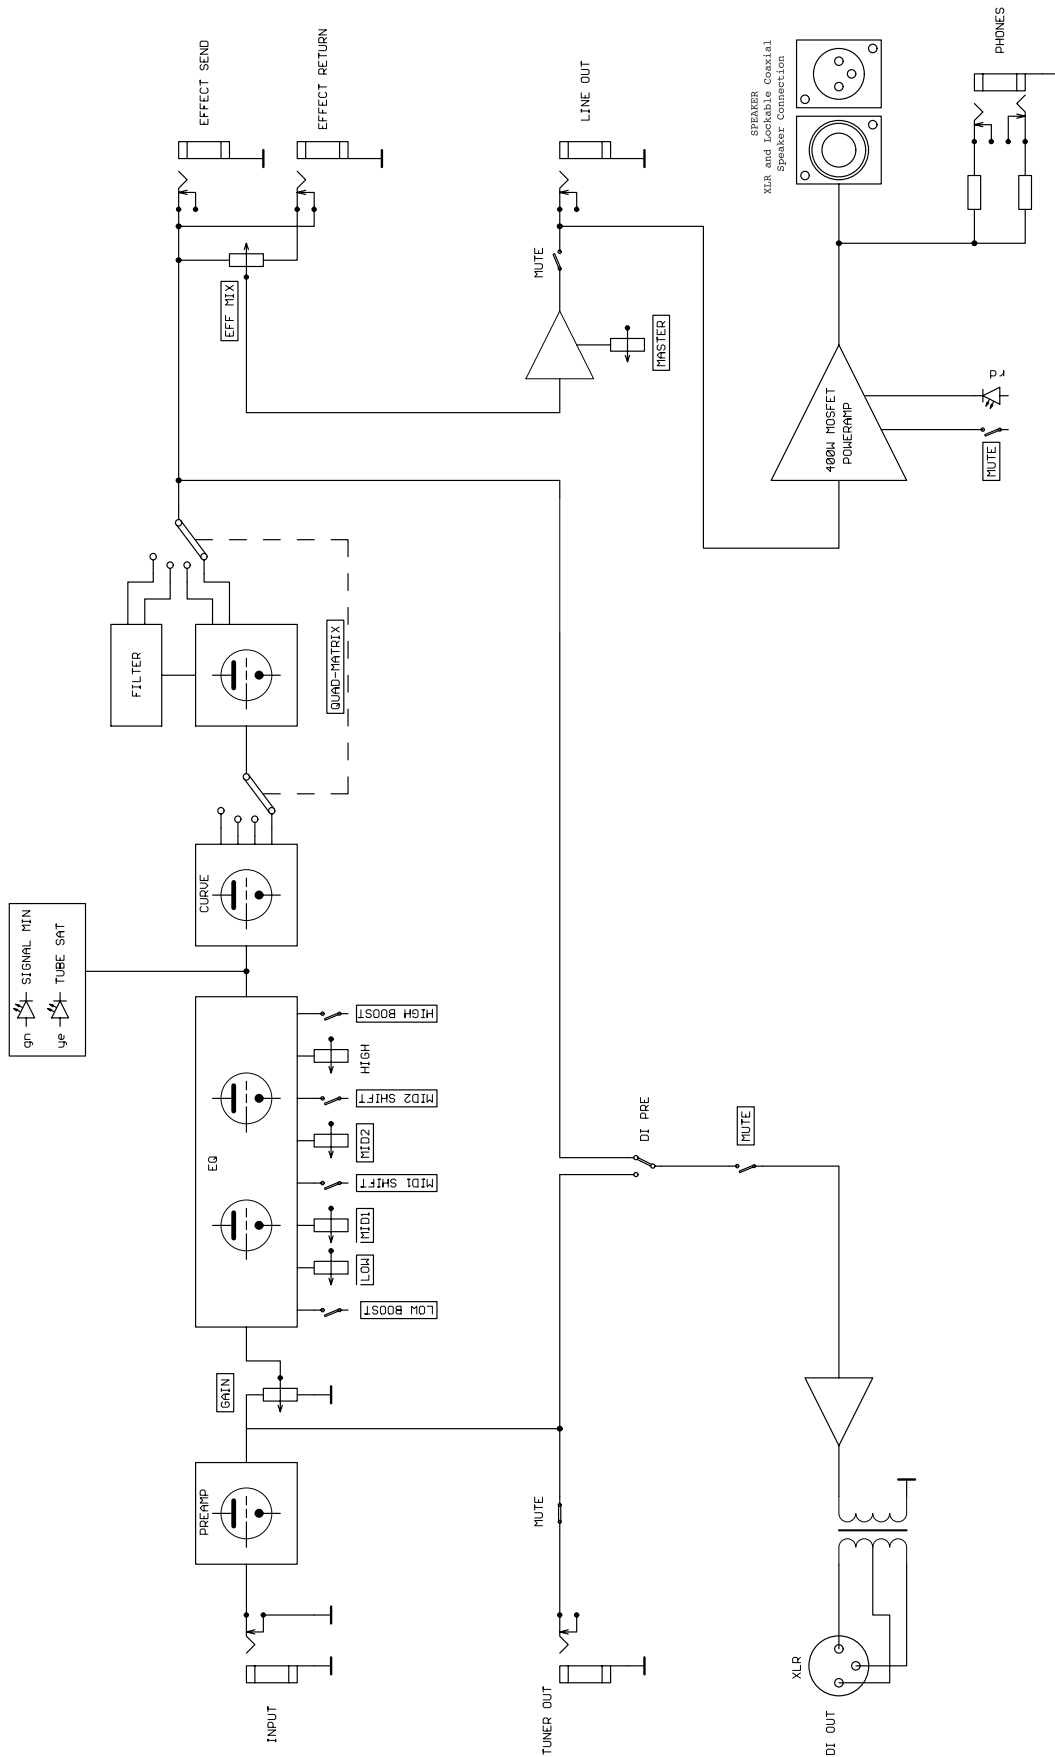 gn SIGNAL MIN
ye TUBE SAT
INPUT
PREAMP
GAIN
EQ
LOW BOOST
LOW
MID1
MID1 SHIFT
MID2
MID2 SHIFT
HIGH
HIGH BOOST
CURVE
FILTER
QUAD-MATRIX
EFF MIX
EFFECT SEND
EFFECT RETURN
TUNER OUT
MUTE
DI PRE
MUTE
MUTE
MASTER
LINE OUT
XLR
DI OUT
400W MOSFET
POWERAMP
MUTE
rd
SPEAKER
XLR and Lockable Coaxial
Speaker Connection
PHONES